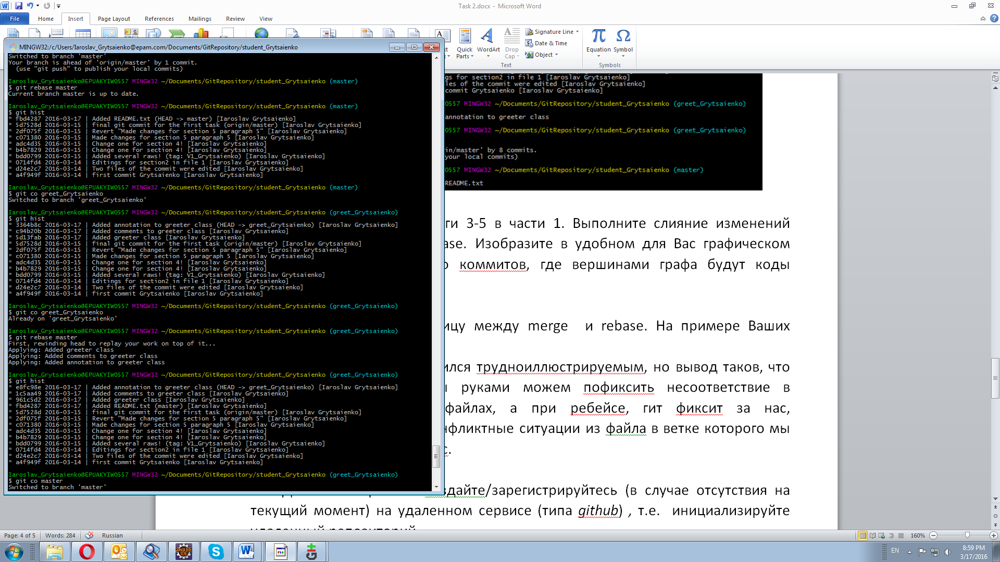 Task 2.docx - Microsoft Word
File Home Insert Page Layout References Mailings Review View
Quick Parts
WordArt
Drop Cap
Signature Line
Date & Time
Object
Equation
Symbol
Text
Symbols
MINGW32:/c/Users/Iaroslav_Grytsaienko@epam.com/Documents/GitRepository/student_Grytsaienko
Switched to branch 'master'
Your branch is ahead of 'origin/master' by 1 commit.
(use "git push" to publish your local commits)
Iaroslav_Grytsaienko@EPUAKYIW0557 MINGW32 ~/Documents/GitRepository/student_Grytsaienko (master)
$ git rebase master
Current branch master is up to date.
Iaroslav_Grytsaienko@EPUAKYIW0557 MINGW32 ~/Documents/GitRepository/student_Grytsaienko (master)
$ git hist
* fbd4287 2016-03-17 | Added README.txt (HEAD -> master) [Iaroslav Grytsaienko]
* 5d7528d 2016-03-15 | final git commit for the first task (origin/master) [Iaroslav Grytsaienko]
* 2df075f 2016-03-15 | Revert "Made changes for section 5 paragraph 5" [Iaroslav Grytsaienko]
* c071380 2016-03-15 | Made changes for section 5 paragraph 5 [Iaroslav Grytsaienko]
* adc4d35 2016-03-15 | Change one for section 4! [Iaroslav Grytsaienko]
* b4b7829 2016-03-15 | Change one for section 4! [Iaroslav Grytsaienko]
* bdd0799 2016-03-15 | Added several raws! (tag: V1_Grytsaienko) [Iaroslav Grytsaienko]
* 0714fd4 2016-03-14 | Editings for section2 in file 1 [Iaroslav Grytsaienko]
* d24e2c7 2016-03-14 | Two files of the commit were edited [Iaroslav Grytsaienko]
* a4f949f 2016-03-14 | first commit Grytsaienko [Iaroslav Grytsaienko]
Iaroslav_Grytsaienko@EPUAKYIW0557 MINGW32 ~/Documents/GitRepository/student_Grytsaienko (master)
$ git co greet_Grytsaienko
Switched to branch 'greet_Grytsaienko'
Iaroslav_Grytsaienko@EPUAKYIW0557 MINGW32 ~/Documents/GitRepository/student_Grytsaienko (greet_Grytsaienko)
$ git hist
* 3364b8c 2016-03-17 | Added annotation to greeter class (HEAD -> greet_Grytsaienko) [Iaroslav Grytsaienko]
* c94b20b 2016-03-17 | Added comments to greeter class [Iaroslav Grytsaienko]
* 5d13fab 2016-03-17 | Added greeter class [Iaroslav Grytsaienko]
* 5d7528d 2016-03-15 | final git commit for the first task (origin/master) [Iaroslav Grytsaienko]
* 2df075f 2016-03-15 | Revert "Made changes for section 5 paragraph 5" [Iaroslav Grytsaienko]
* c071380 2016-03-15 | Made changes for section 5 paragraph 5 [Iaroslav Grytsaienko]
* adc4d35 2016-03-15 | Change one for section 4! [Iaroslav Grytsaienko]
* b4b7829 2016-03-15 | Change one for section 4! [Iaroslav Grytsaienko]
* bdd0799 2016-03-15 | Added several raws! (tag: V1_Grytsaienko) [Iaroslav Grytsaienko]
* 0714fd4 2016-03-14 | Editings for section2 in file 1 [Iaroslav Grytsaienko]
* d24e2c7 2016-03-14 | Two files of the commit were edited [Iaroslav Grytsaienko]
* a4f949f 2016-03-14 | first commit Grytsaienko [Iaroslav Grytsaienko]
Iaroslav_Grytsaienko@EPUAKYIW0557 MINGW32 ~/Documents/GitRepository/student_Grytsaienko (greet_Grytsaienko)
$ git co greet_Grytsaienko
Already on 'greet_Grytsaienko'
Iaroslav_Grytsaienko@EPUAKYIW0557 MINGW32 ~/Documents/GitRepository/student_Grytsaienko (greet_Grytsaienko)
$ git rebase master
First, rewinding head to replay your work on top of it...
Applying: Added greeter class
Applying: Added comments to greeter class
Applying: Added annotation to greeter class
Iaroslav_Grytsaienko@EPUAKYIW0557 MINGW32 ~/Documents/GitRepository/student_Grytsaienko (greet_Grytsaienko)
$ git hist
* e8fc98e 2016-03-17 | Added annotation to greeter class (HEAD -> greet_Grytsaienko) [Iaroslav Grytsaienko]
* 1c5aa49 2016-03-17 | Added comments to greeter class [Iaroslav Grytsaienko]
* 961c5d2 2016-03-17 | Added greeter class [Iaroslav Grytsaienko]
* fbd4287 2016-03-17 | Added README.txt (master) [Iaroslav Grytsaienko]
* 5d7528d 2016-03-15 | final git commit for the first task (origin/master) [Iaroslav Grytsaienko]
* 2df075f 2016-03-15 | Revert "Made changes for section 5 paragraph 5" [Iaroslav Grytsaienko]
* c071380 2016-03-15 | Made changes for section 5 paragraph 5 [Iaroslav Grytsaienko]
* adc4d35 2016-03-15 | Change one for section 4! [Iaroslav Grytsaienko]
* b4b7829 2016-03-15 | Change one for section 4! [Iaroslav Grytsaienko]
* bdd0799 2016-03-15 | Added several raws! (tag: V1_Grytsaienko) [Iaroslav Grytsaienko]
* 0714fd4 2016-03-14 | Editings for section2 in file 1 [Iaroslav Grytsaienko]
* d24e2c7 2016-03-14 | Two files of the commit were edited [Iaroslav Grytsaienko]
* a4f949f 2016-03-14 | first commit Grytsaienko [Iaroslav Grytsaienko]
Iaroslav_Grytsaienko@EPUAKYIW0557 MINGW32 ~/Documents/GitRepository/student_Grytsaienko (greet_Grytsaienko)
$ git co master
Switched to branch 'master'
gs for section2 in file 1 [Iaroslav Grytsaienko]
les of the commit were edited [Iaroslav Grytsaienko]
commit Grytsaienko [Iaroslav Grytsaienko]
0557 MINGW32 ~/Documents/GitRepository/student_Grytsaienko (greet_Grytsaienko)
annotation to greeter class
0557 MINGW32 ~/Documents/GitRepository/student_Grytsaienko (greet_Grytsaienko)
in/master' by 8 commits.
your local commits)
0557 MINGW32 ~/Documents/GitRepository/student_Grytsaienko (master)
README.txt
ги 3-5 в части 1. Выполните слияние изменений
ase. Изобразите в удобном для Вас графическом
о коммитов, где вершинами графа будут коды
ицу между merge и rebase. На примере Ваших
ился трудноиллюстрируемым, но вывод таков, что
ы руками можем пофиксить несоответствие в
файлах, а при ребейсе, гит фиксит за нас,
нфликтные ситуации из файла в ветке которого мы
с.
здайте/зарегистрируйтесь (в случае отсутствия на
текущий момент) на удаленном сервисе (типа github) , т.е. инициализируйте
удаленный репозиторий
Page: 4 of 5 Words: 284 Russian 160%
Java EE IDE
EN
8:59 PM
3/17/2016